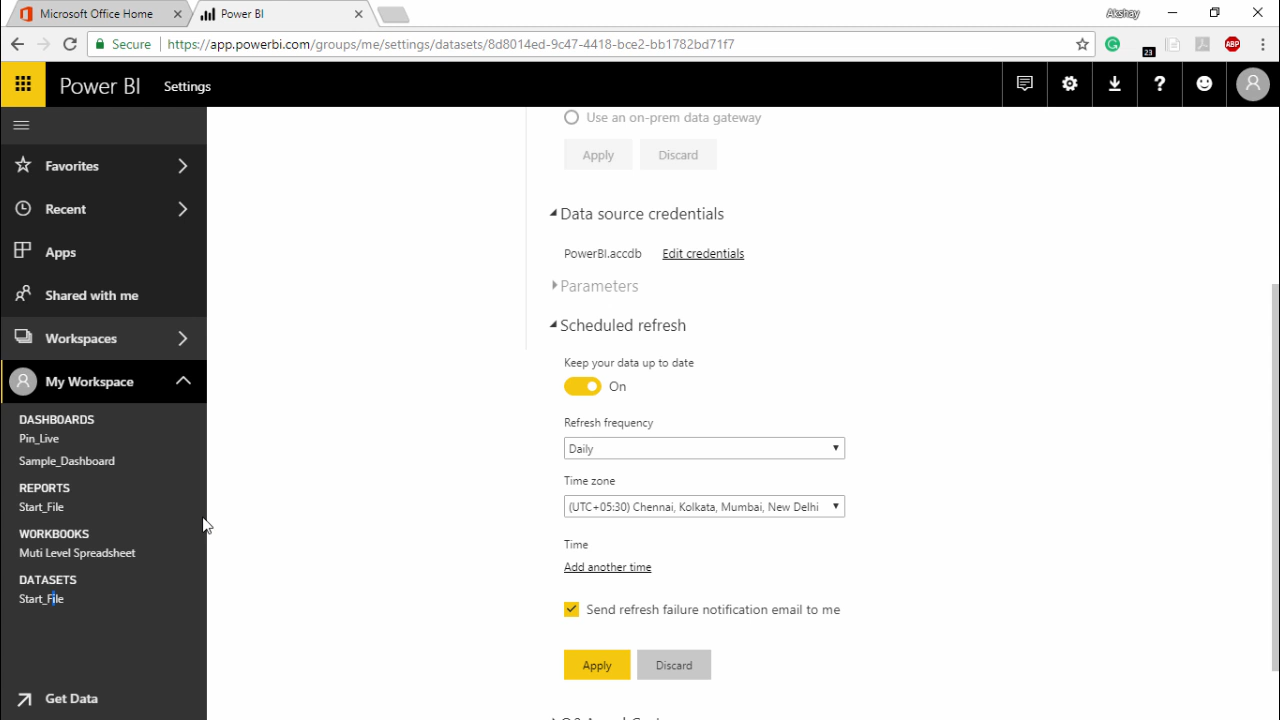 Microsoft Office Home
Power BI
Akshay
Secure
https://app.powerbi.com/groups/me/settings/datasets/8d8014ed-9c47-4418-bce2-bb1782bd71f7
23
ABP
Power BI
Settings
Favorites
Recent
Apps
Shared with me
Workspaces
My Workspace
DASHBOARDS
Pin_Live
Sample_Dashboard
REPORTS
Start_File
WORKBOOKS
Muti Level Spreadsheet
DATASETS
Start_File
Get Data
Use an on-prem data gateway
Apply Discard
Data source credentials
PowerBI.accdb Edit credentials
Parameters
Scheduled refresh
Keep your data up to date
On
Refresh frequency
Daily
Time zone
(UTC+05:30) Chennai, Kolkata, Mumbai, New Delhi
Time
Add another time
Send refresh failure notification email to me
Apply Discard